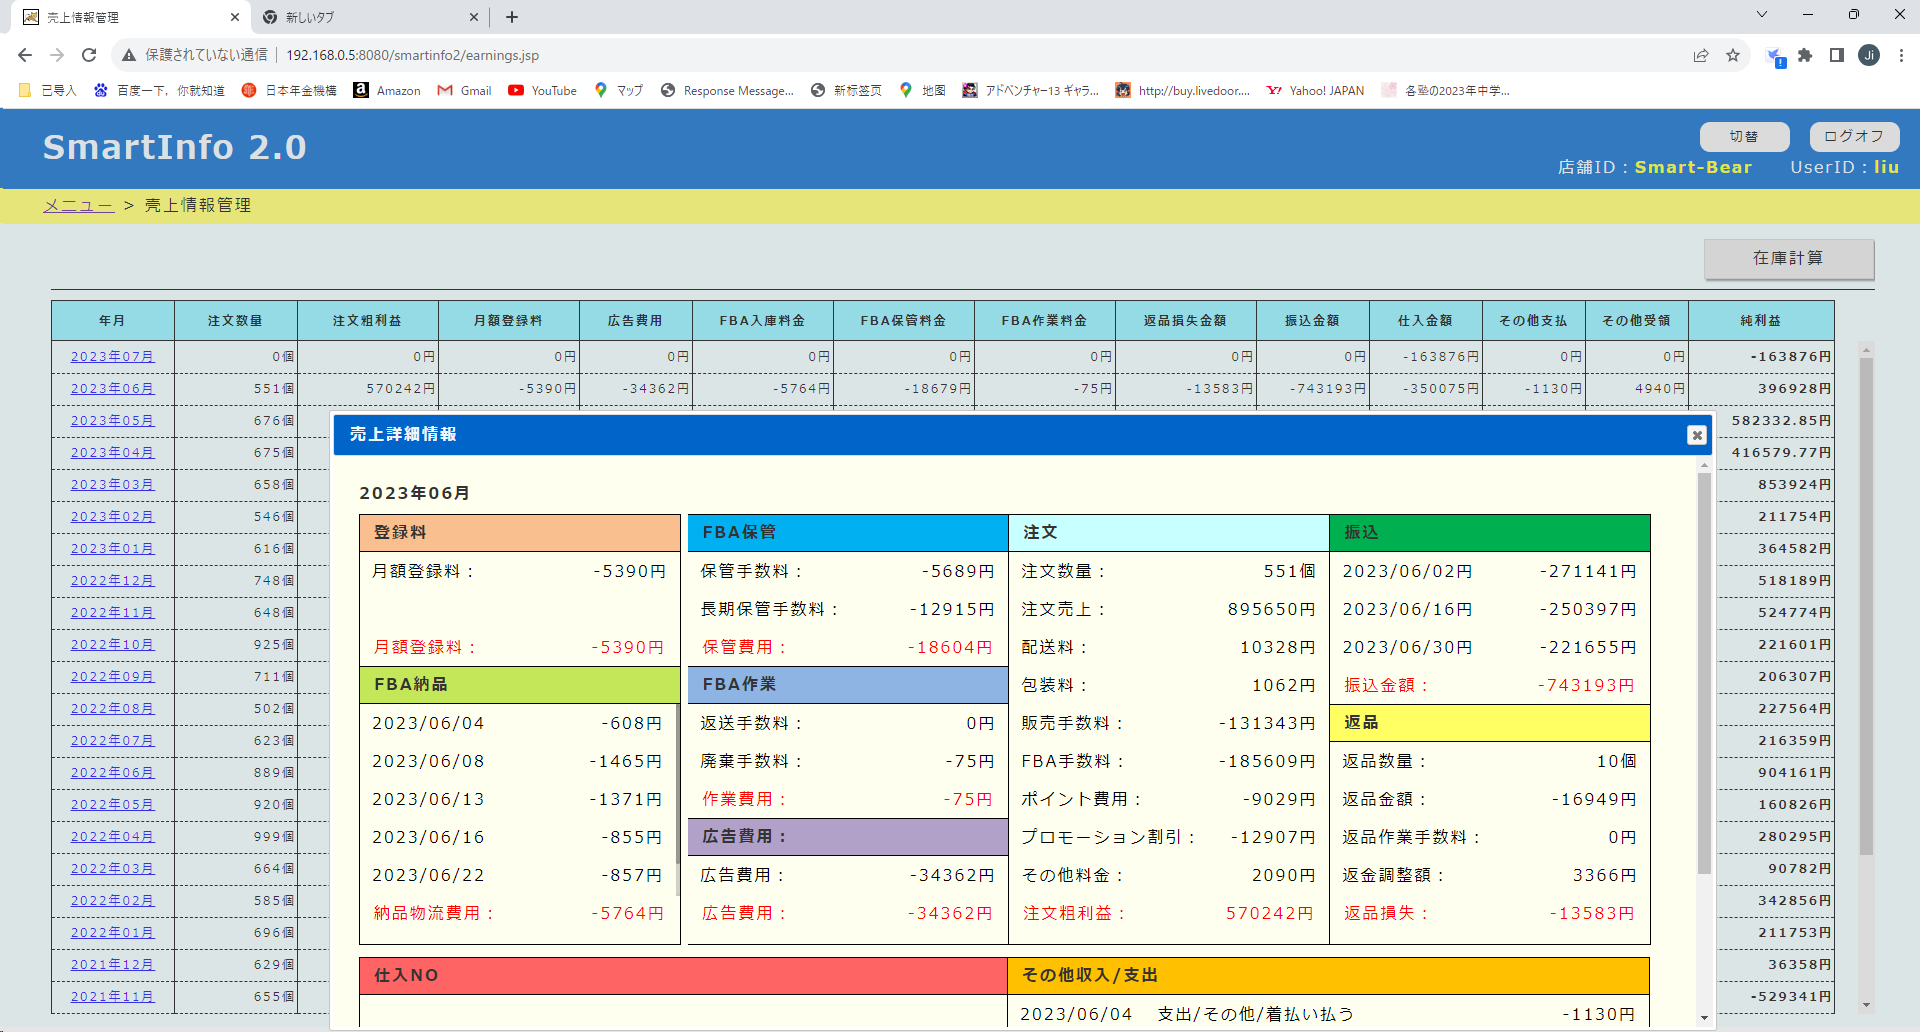 売上情報管理
新しいタブ
保護されていない通信
192.168.0.5:8080/smartinfo2/earnings.jsp
Ji
已导入
百度一下，你就知道
日本年金機構
Amazon
Gmail
YouTube
マップ
Response Message...
新标签页
地图
アドベンチャー13 ギャラ...
http://buy.livedoor....
Yahoo! JAPAN
各塾の2023年中学...
SmartInfo 2.0
切替 ログオフ
店舗ID：Smart-Bear UserID：liu
メニュー > 売上情報管理
在庫計算
年月 注文数量 注文粗利益 月額登録料 広告費用 FBA入庫料金 FBA保管料金 FBA作業料金 返品損失金額 振込金額 仕入金額 その他支払 その他受領 純利益
2023年07月 0個 0円 0円 0円 0円 0円 0円 0円 0円 -163876円 0円 0円 -163876円
2023年06月 551個 570242円 -5390円 -34362円 -5764円 -18679円 -75円 -13583円 -743193円 -350075円 -1130円 4940円 396928円
2023年05月 676個 582332.85円
2023年04月 675個 416579.77円
2023年03月 658個 853924円
2023年02月 546個 211754円
2023年01月 616個 364582円
2022年12月 748個 518189円
2022年11月 648個 524774円
2022年10月 925個 221601円
2022年09月 711個 206307円
2022年08月 502個 227564円
2022年07月 623個 216359円
2022年06月 889個 904161円
2022年05月 920個 160826円
2022年04月 999個 280295円
2022年03月 664個 90782円
2022年02月 585個 342856円
2022年01月 696個 211753円
2021年12月 629個 36358円
2021年11月 655個 -529341円
売上詳細情報
2023年06月
登録料
月額登録料： -5390円
月額登録料： -5390円
FBA納品
2023/06/04 -608円
2023/06/08 -1465円
2023/06/13 -1371円
2023/06/16 -855円
2023/06/22 -857円
納品物流費用： -5764円
FBA保管
保管手数料： -5689円
長期保管手数料： -12915円
保管費用： -18604円
FBA作業
返送手数料： 0円
廃棄手数料： -75円
作業費用： -75円
広告費用：
広告費用： -34362円
広告費用： -34362円
注文
注文数量： 551個
注文売上： 895650円
配送料： 10328円
包装料： 1062円
販売手数料： -131343円
FBA手数料： -185609円
ポイント費用： -9029円
プロモーション割引： -12907円
その他料金： 2090円
注文粗利益： 570242円
振込
2023/06/02円 -271141円
2023/06/16円 -250397円
2023/06/30円 -221655円
振込金額： -743193円
返品
返品数量： 10個
返品金額： -16949円
返品作業手数料： 0円
返金調整額： 3366円
返品損失： -13583円
仕入NO
その他収入/支出
2023/06/04 支出/その他/着払い払う -1130円